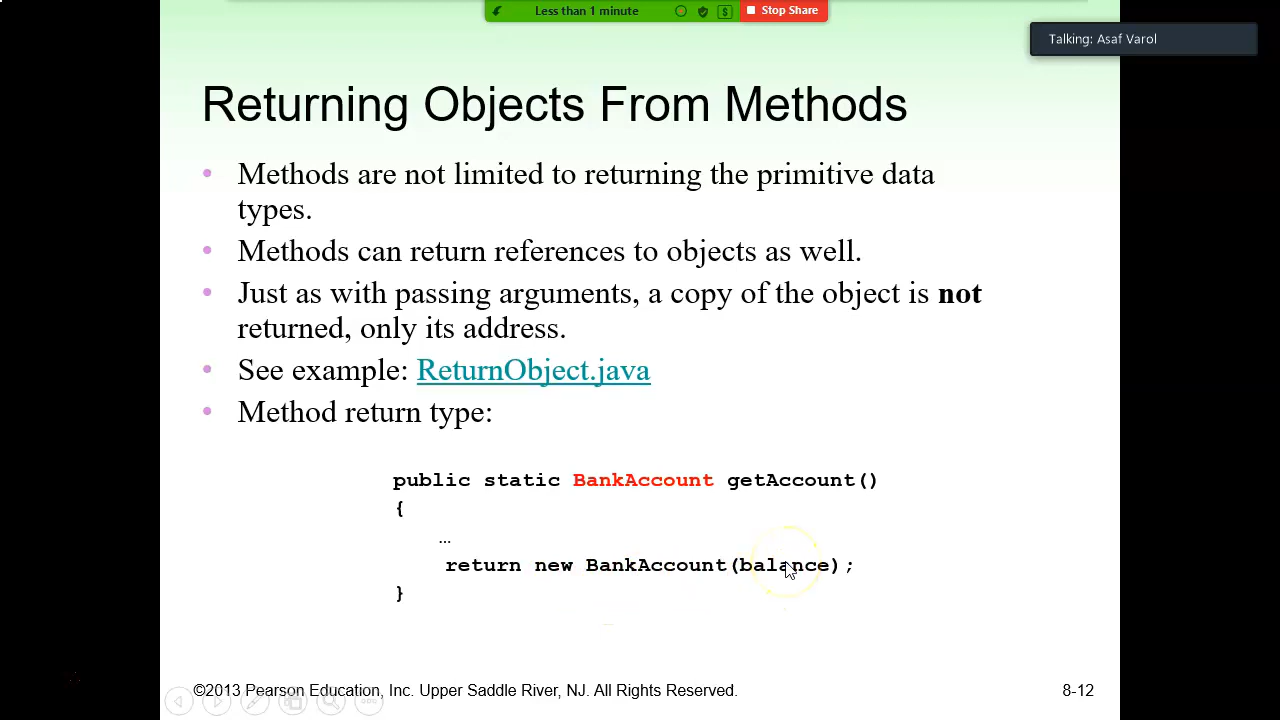 Less than 1 minute
$
Stop Share
Talking: Asaf Varol
Returning Objects From Methods
• Methods are not limited to returning the primitive data
types.
• Methods can return references to objects as well.
• Just as with passing arguments, a copy of the object is not
returned, only its address.
• See example: ReturnObject.java
• Method return type:
public static BankAccount getAccount()
{
…
return new BankAccount(balance);
}
©2013 Pearson Education, Inc. Upper Saddle River, NJ. All Rights Reserved.
8-12